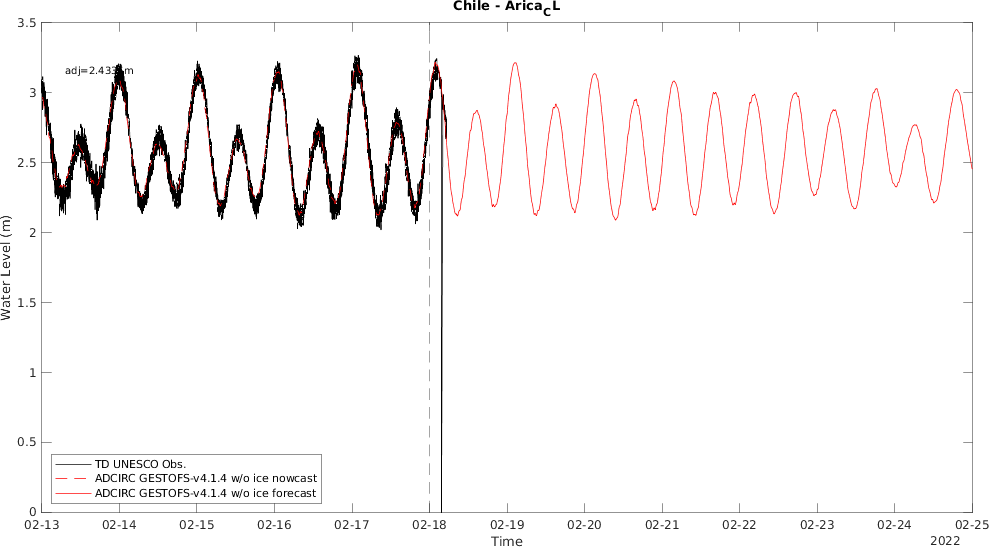 Chile - Arica_CL
adj=2.433 m
Water Level (m)
3.5
3
2.5
2
1.5
1
0.5
0
TD UNESCO Obs.
ADCIRC GESTOFS-v4.1.4 w/o ice nowcast
ADCIRC GESTOFS-v4.1.4 w/o ice forecast
02-13 02-14 02-15 02-16 02-17 02-18 02-19 02-20 02-21 02-22 02-23 02-24 02-25
Time
2022